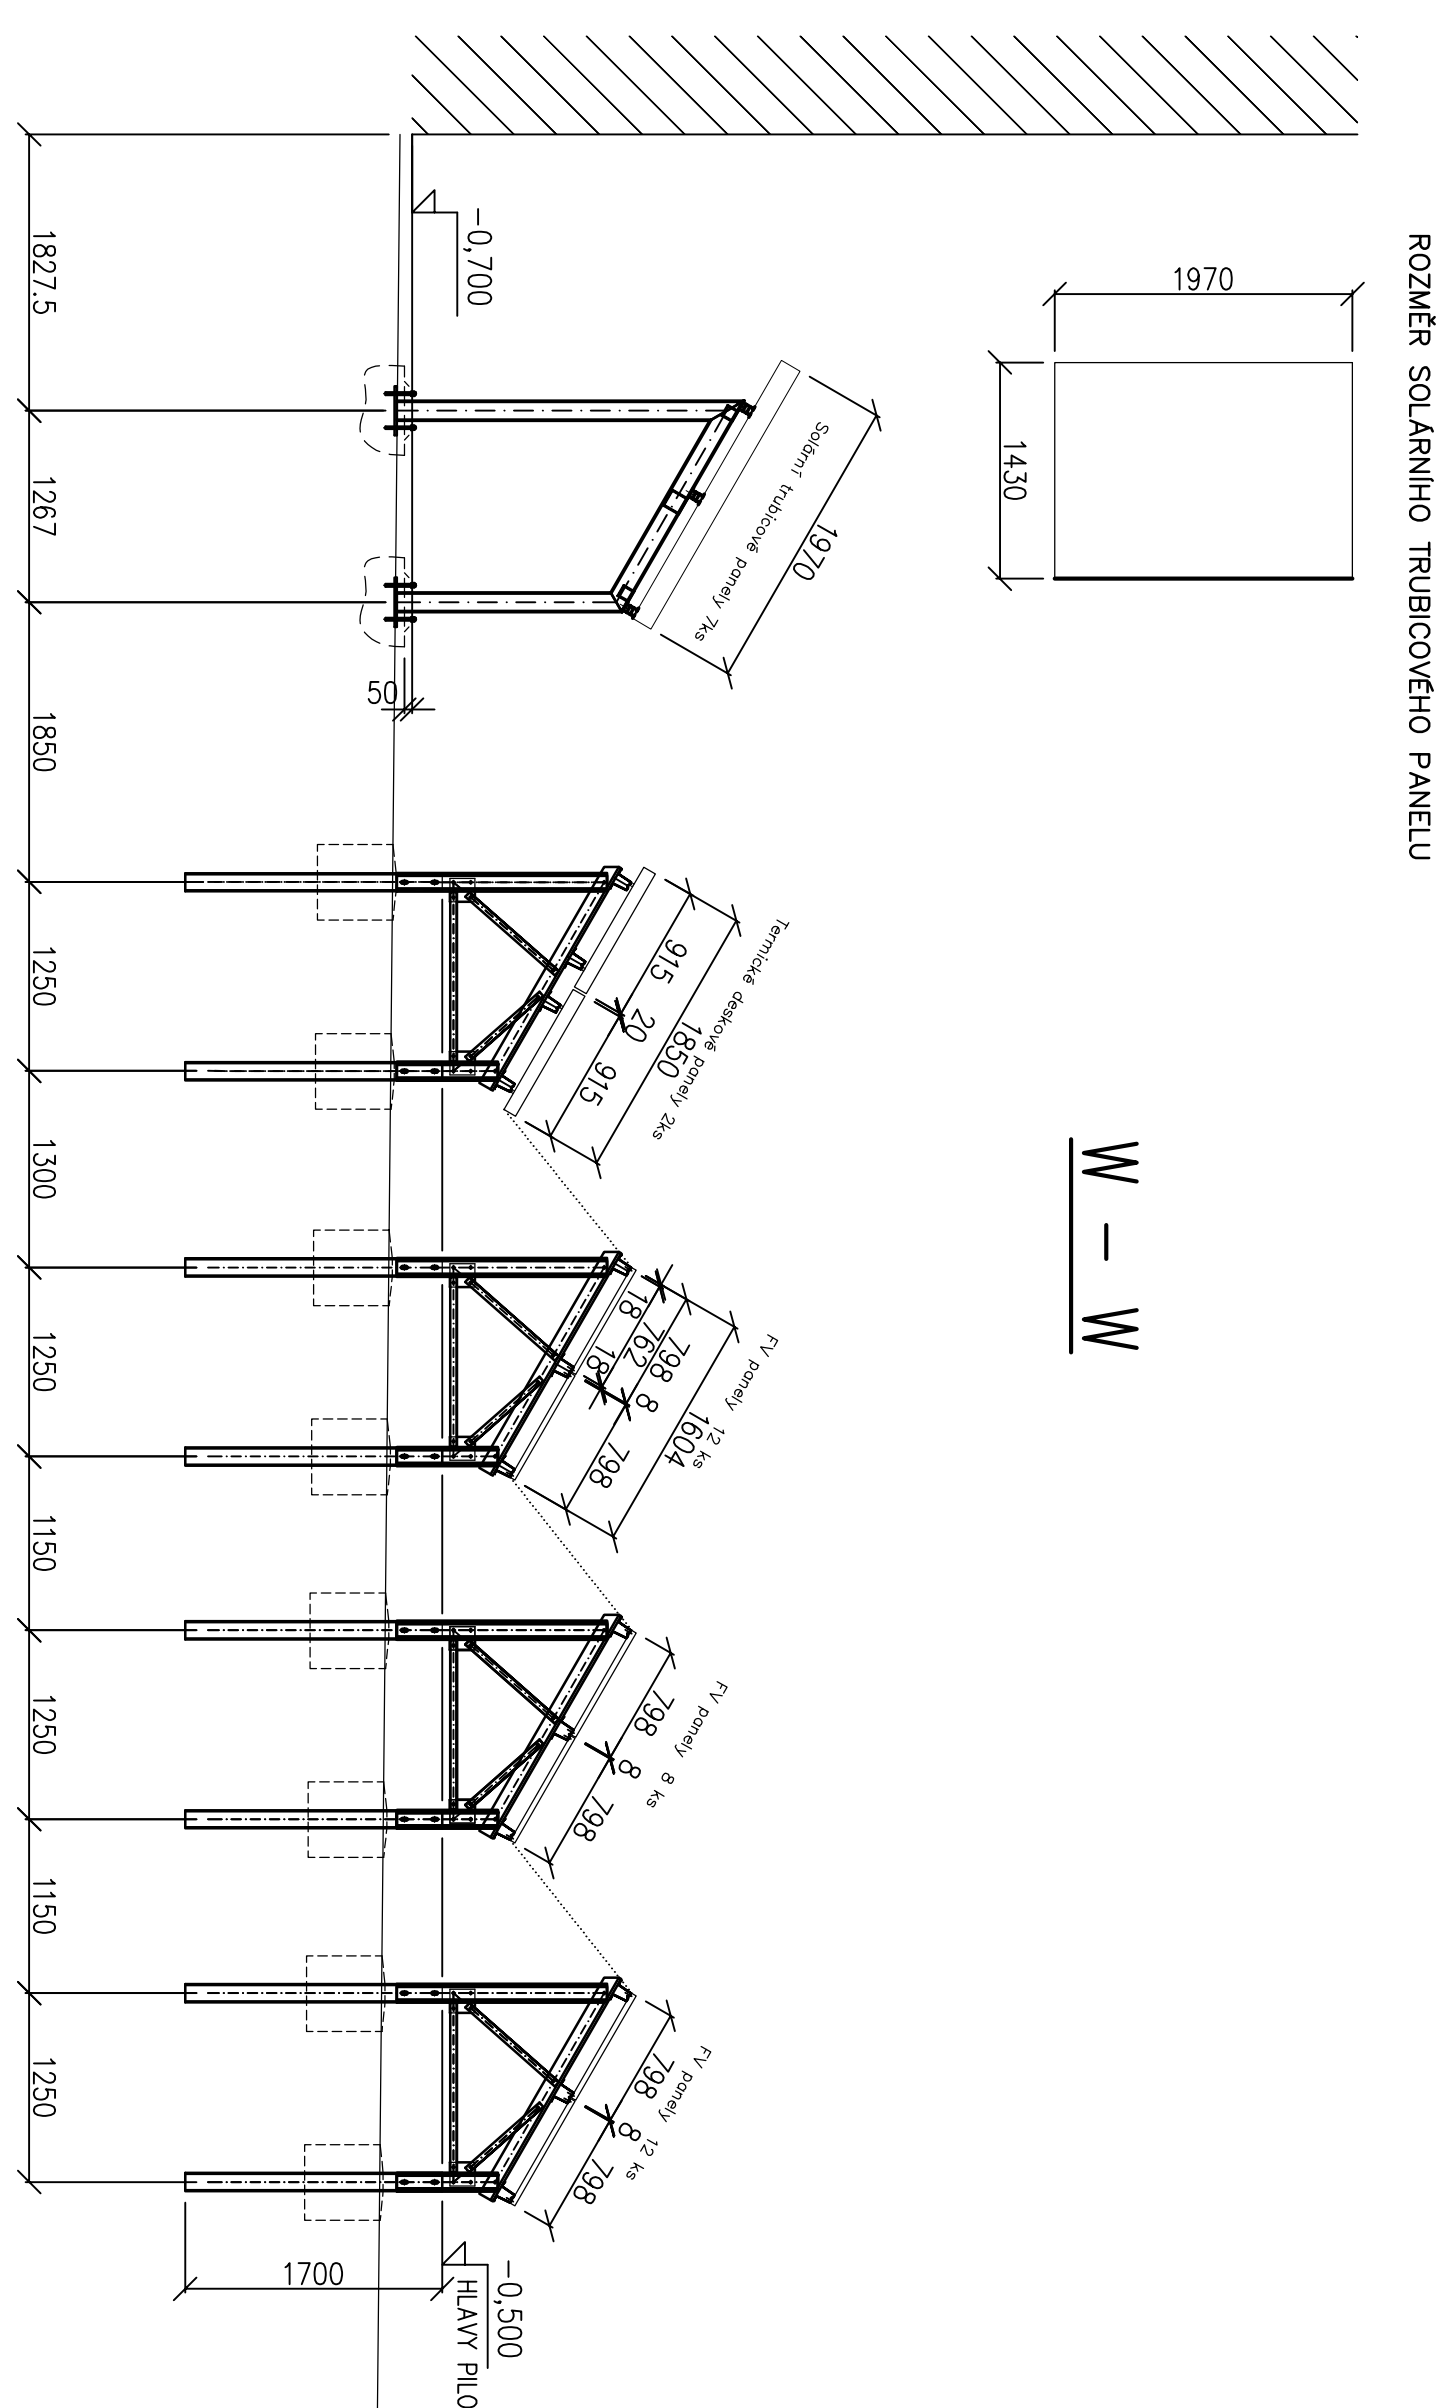 ROZMĚR SOLÁRNÍHO TRUBICOVÉHO PANELU
1970
1430
W – W
1970
Solární trubicové panely 7ks
-0,700
50
Termické deskové panely 2ks
1850
915 20 915
FV panely 12 ks
1604
798 8 798
18 762 18
FV panely 8 ks
798 8 798
FV panely 12 ks
798 8 798
-0,500
HLAVY PILO
1700
1827.5 1267 1850 1250 1300 1250 1150 1250 1150 1250